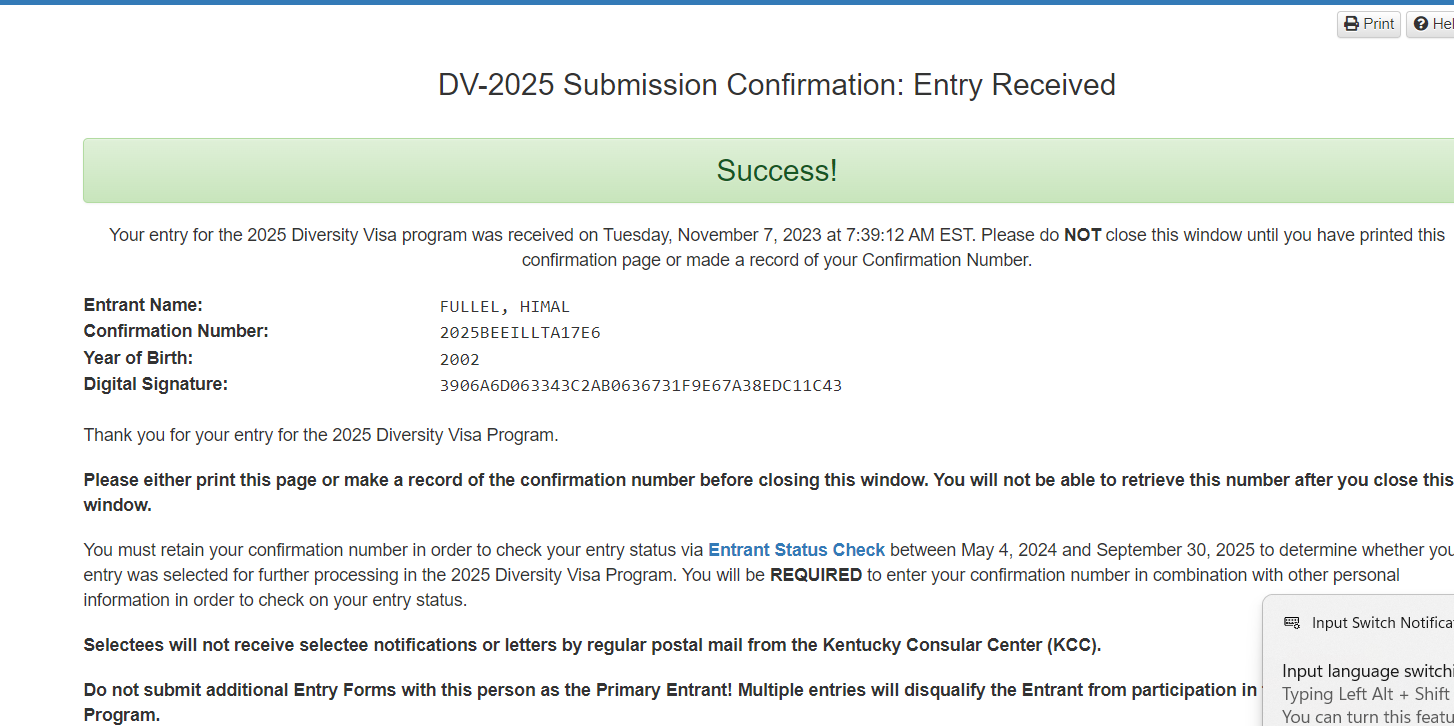 Print
DV-2025 Submission Confirmation: Entry Received
Success!
Your entry for the 2025 Diversity Visa program was received on Tuesday, November 7, 2023 at 7:39:12 AM EST. Please do NOT close this window until you have printed this
confirmation page or made a record of your Confirmation Number.
Entrant Name: FULLEL, HIMAL
Confirmation Number: 2025BEEILLTA17E6
Year of Birth: 2002
Digital Signature: 3906A6D063343C2AB0636731F9E67A38EDC11C43
Thank you for your entry for the 2025 Diversity Visa Program.
Please either print this page or make a record of the confirmation number before closing this window. You will not be able to retrieve this number after you close this
window.
You must retain your confirmation number in order to check your entry status via Entrant Status Check between May 4, 2024 and September 30, 2025 to determine whether
entry was selected for further processing in the 2025 Diversity Visa Program. You will be REQUIRED to enter your confirmation number in combination with other personal
information in order to check on your entry status.
Input Switch
Selectees will not receive selectee notifications or letters by regular postal mail from the Kentucky Consular Center (KCC).
Input language
Do not submit additional Entry Forms with this person as the Primary Entrant! Multiple entries will disqualify the Entrant from participation in
Typing Left Alt + Shift
Program.
You can turn this